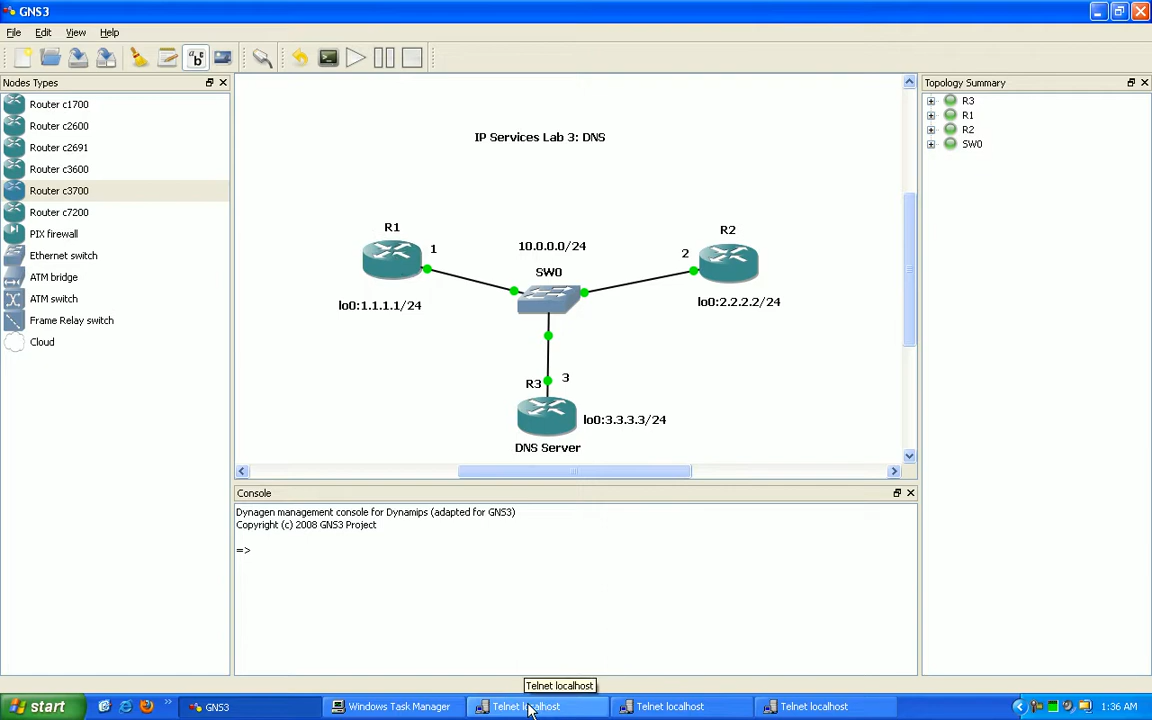 GNS3
File Edit View Help
Nodes Types
Router c1700
Router c2600
Router c2691
Router c3600
Router c3700
Router c7200
PIX firewall
Ethernet switch
ATM bridge
ATM switch
Frame Relay switch
Cloud
IP Services Lab 3: DNS
R1
1
lo0:1.1.1.1/24
10.0.0.0/24
SW0
R2
2
lo0:2.2.2.2/24
R3
3
lo0:3.3.3.3/24
DNS Server
Topology Summary
R3
R1
R2
SW0
Console
Dynagen management console for Dynamips (adapted for GNS3)
Copyright (c) 2008 GNS3 Project
=>
Telnet localhost
start
GNS3
Windows Task Manager
Telnet localhost
Telnet localhost
Telnet localhost
1:36 AM